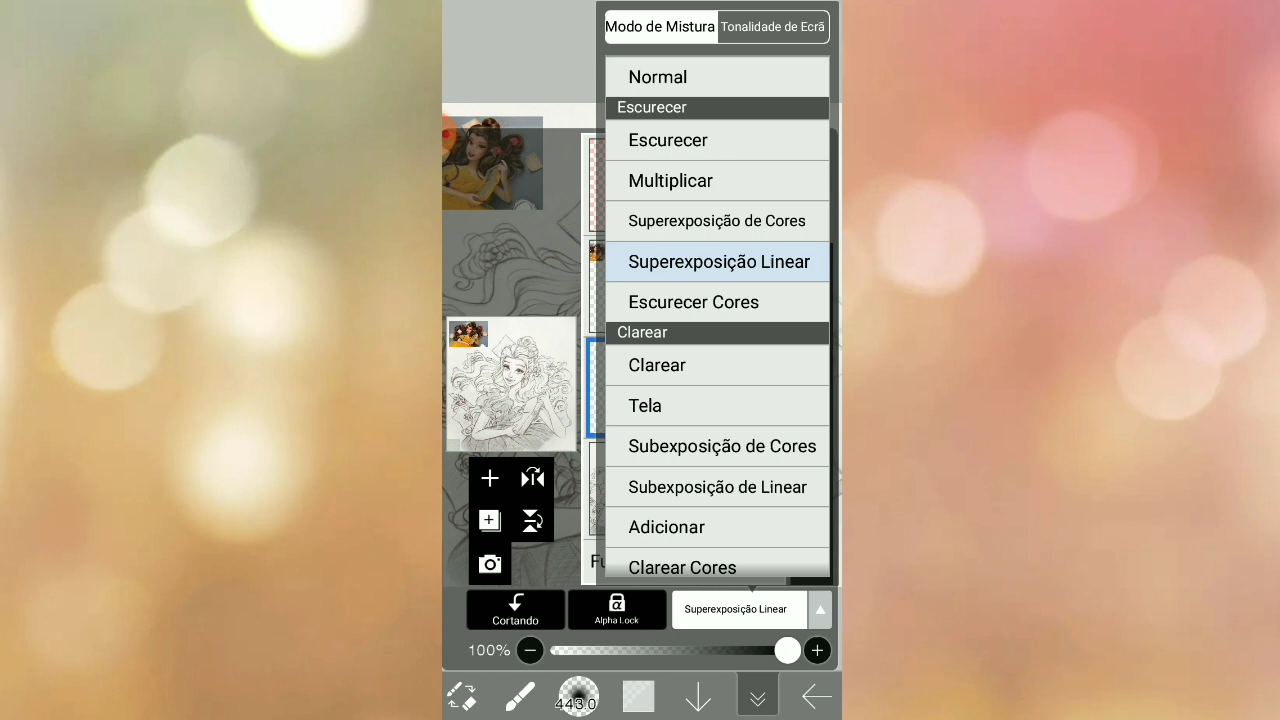 Modo de Mistura
Tonalidade de Ecrã
Normal
Escurecer
Escurecer
Multiplicar
Superexposição de Cores
Superexposição Linear
Escurecer Cores
Clarear
Clarear
Tela
Subexposição de Cores
Subexposição de Linear
Adicionar
Clarear Cores
Cortando
Alpha Lock
Superexposição Linear
100%
443.0